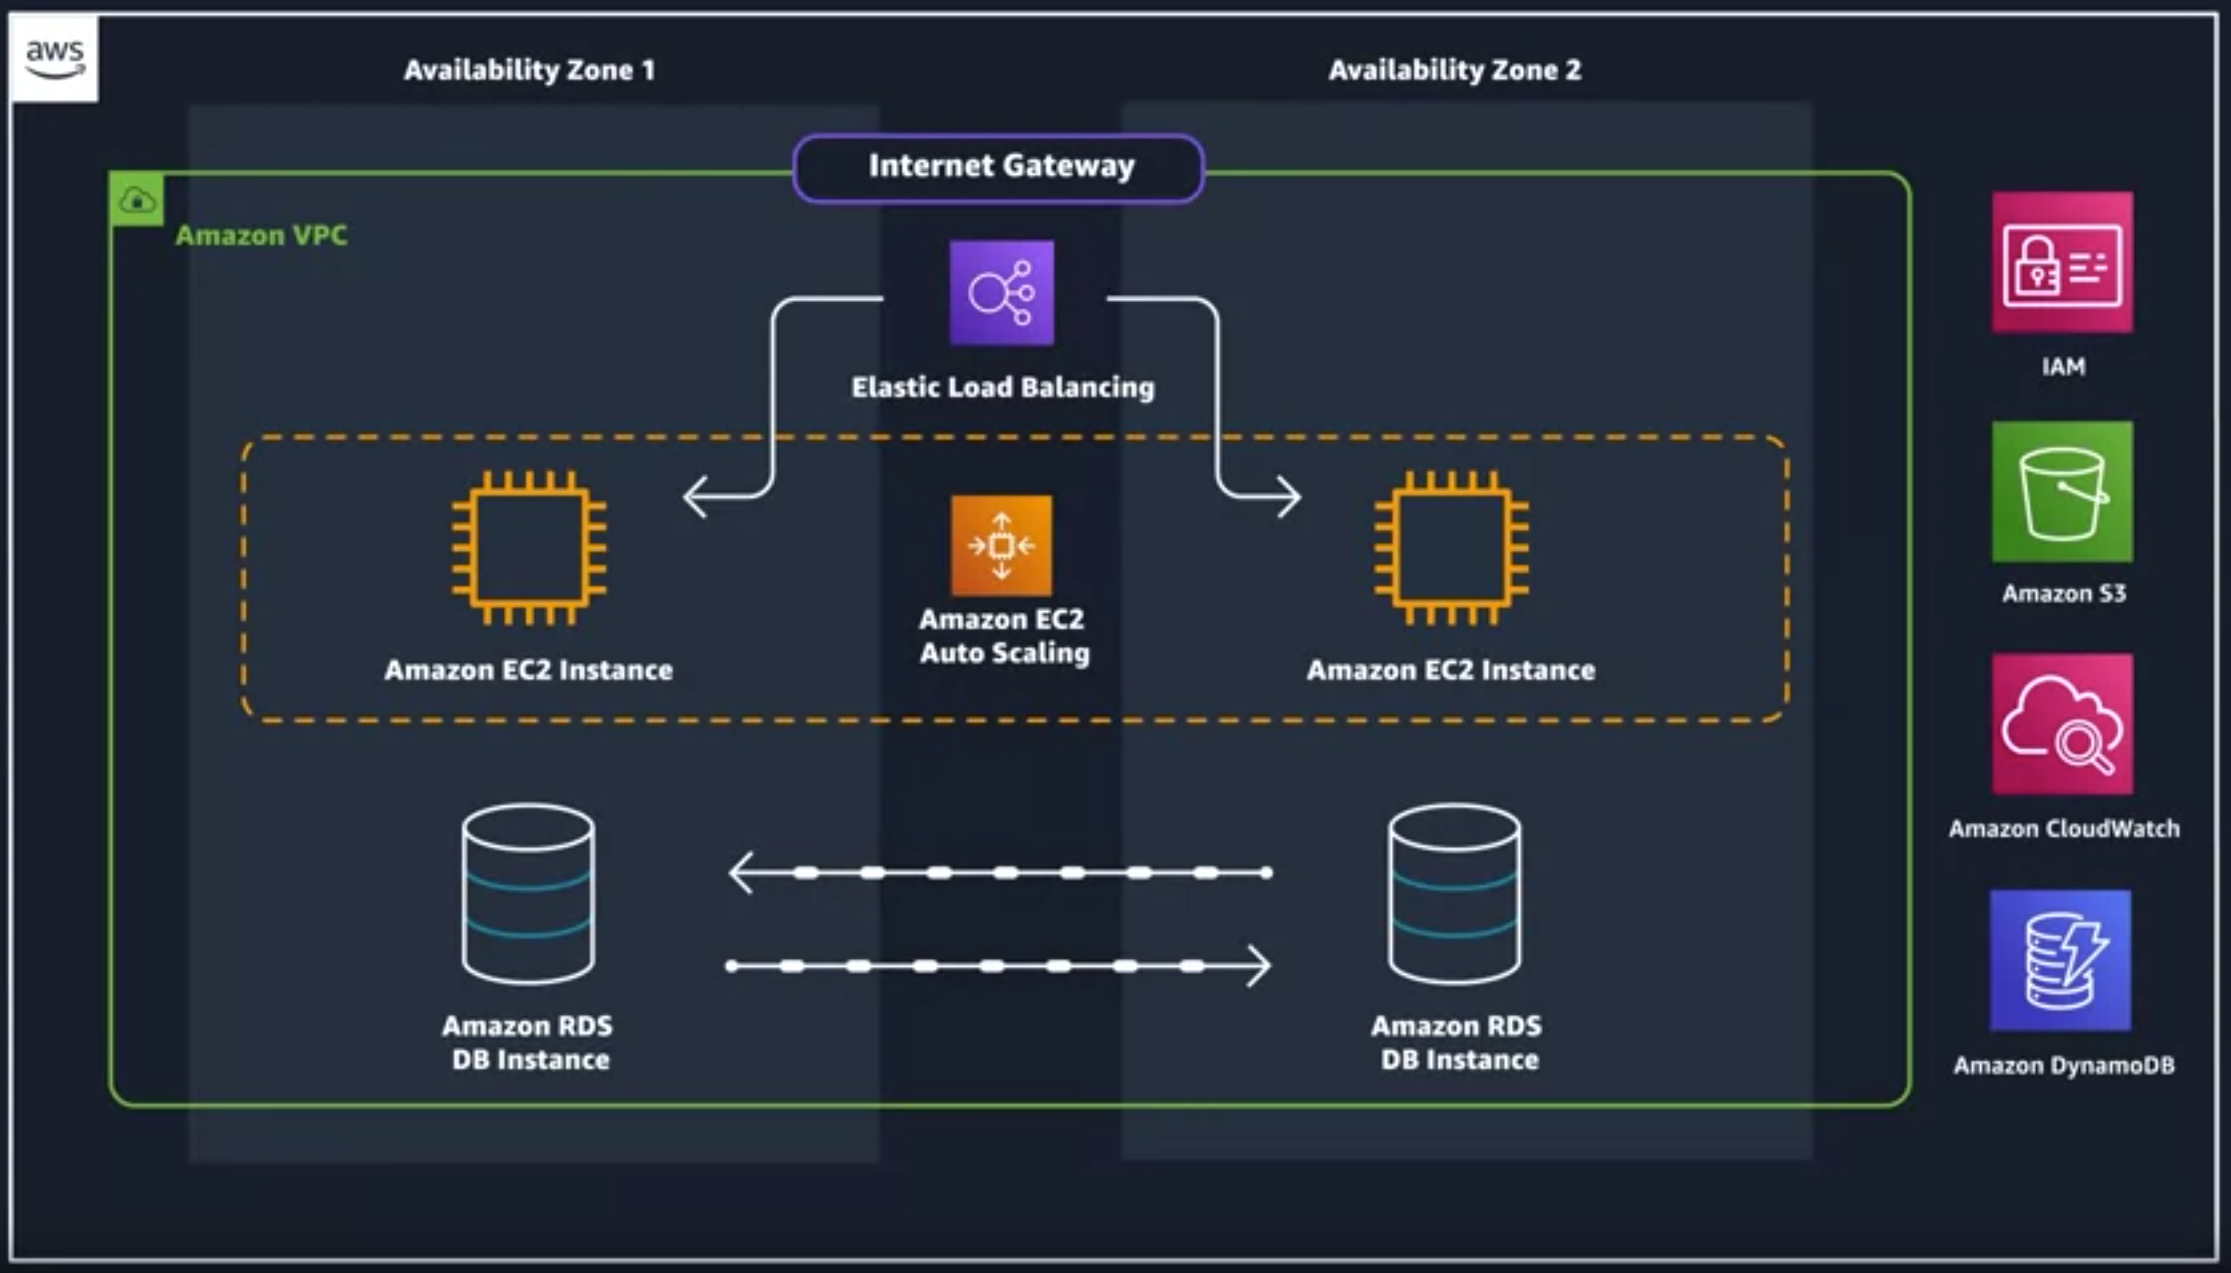 aws
Availability Zone 1
Availability Zone 2
Internet Gateway
Amazon VPC
Elastic Load Balancing
Amazon EC2 Instance
Amazon EC2
Auto Scaling
Amazon EC2 Instance
Amazon RDS
DB Instance
Amazon RDS
DB Instance
IAM
Amazon S3
Amazon CloudWatch
Amazon DynamoDB